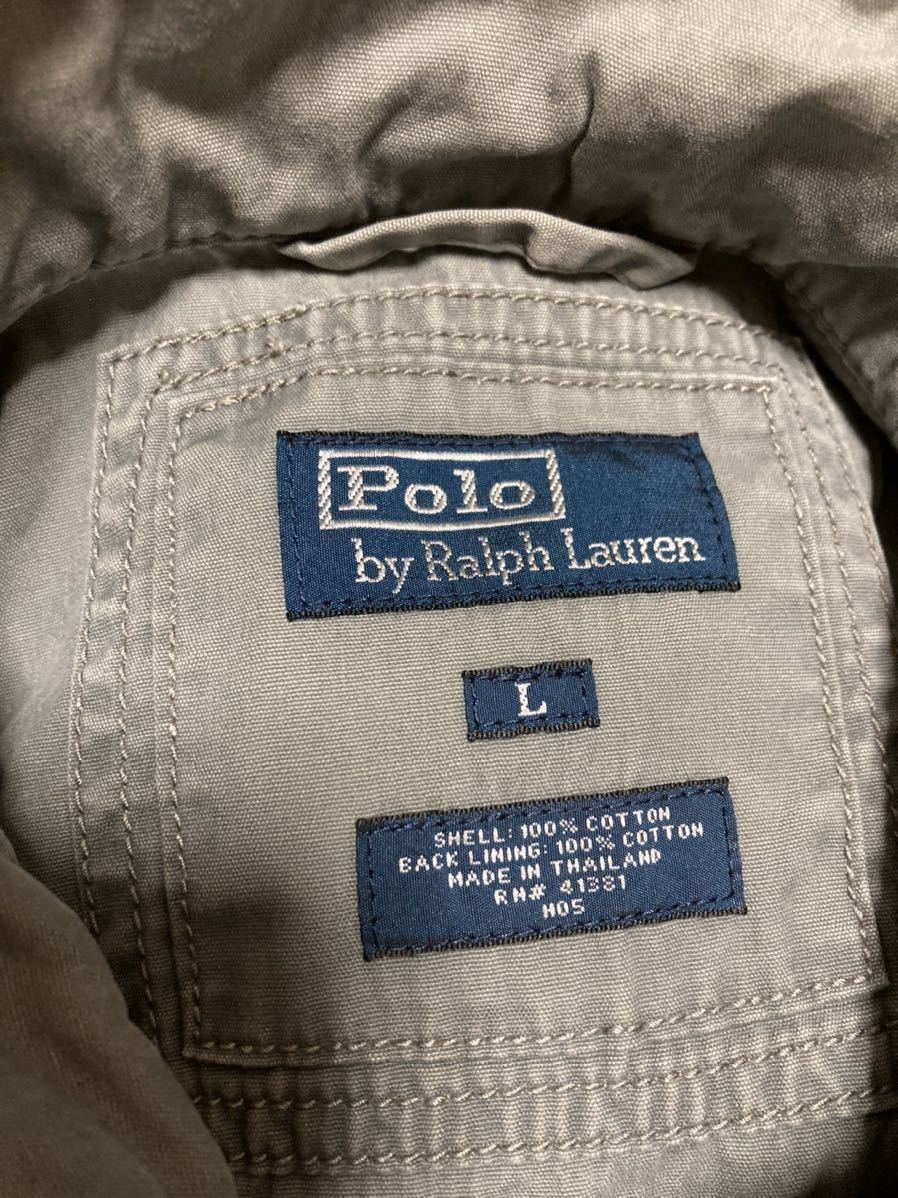 Polo
by Ralph Lauren
L
SHELL: 100% COTTON
BACK LINING: 100% COTTON
MADE IN THAILAND
RN# 41381
H05